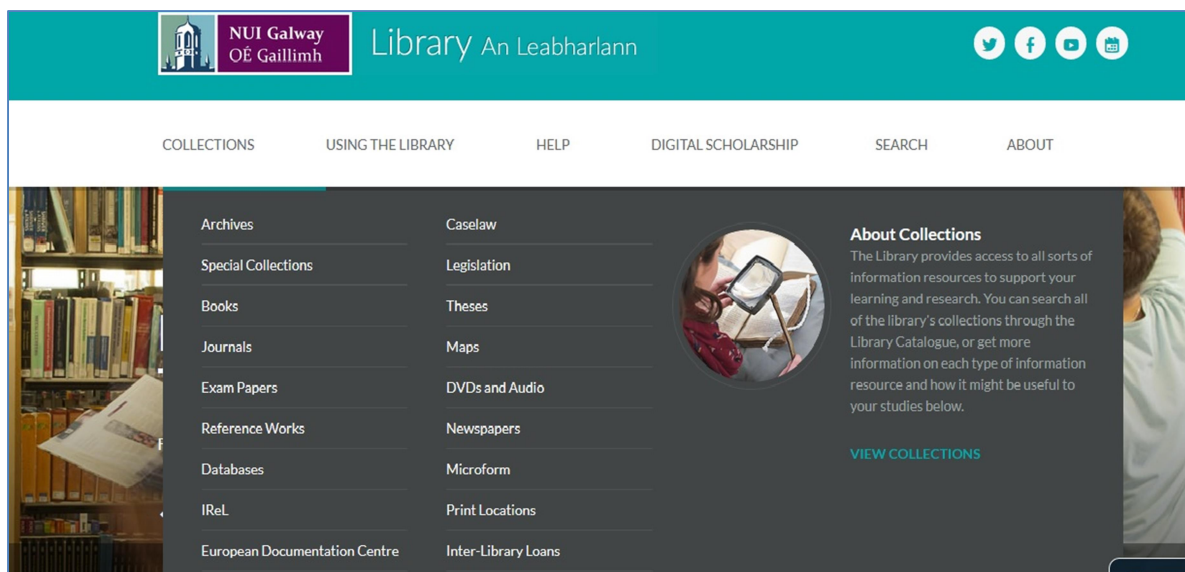 NUI Galway
OÉ Gaillimh
Library An Leabharlann
COLLECTIONS USING THE LIBRARY HELP DIGITAL SCHOLARSHIP SEARCH ABOUT
Archives
Special Collections
Books
Journals
Exam Papers
Reference Works
Databases
IReL
European Documentation Centre
Caselaw
Legislation
Theses
Maps
DVDs and Audio
Newspapers
Microform
Print Locations
Inter-Library Loans
About Collections
The Library provides access to all sorts of
information resources to support your
learning and research. You can search all
of the library's collections through the
Library Catalogue, or get more
information on each type of information
resource and how it might be useful to
your studies below.
VIEW COLLECTIONS